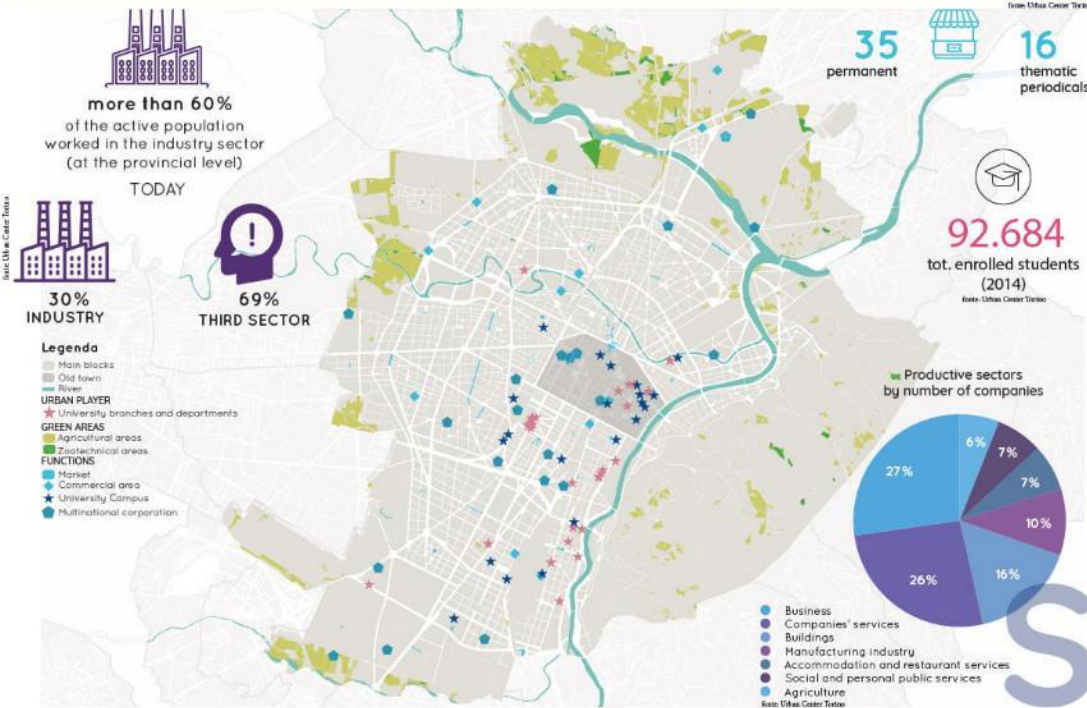 fonte: Urban Center Torino
35
permanent
16
thematic
periodicals
more than 60%
of the active population
worked in the industry sector
(at the provincial level)
TODAY
fonte: Urban Center Torino
30%
INDUSTRY
69%
THIRD SECTOR
92.684
tot. enrolled students
(2014)
fonte: Urban Center Torino
Legenda
Main blocks
Old town
River
URBAN PLAYER
University branches and departments
GREEN AREAS
Agricultural areas
Zootechnical areas
FUNCTIONS
Market
Commercial area
University Campus
Multinational corporation
Productive sectors
by number of companies
6%
7%
7%
10%
16%
26%
27%
Business
Companies' services
Buildings
Manufacturing industry
Accommodation and restaurant services
Social and personal public services
Agriculture
fonte: Urban Center Torino
S